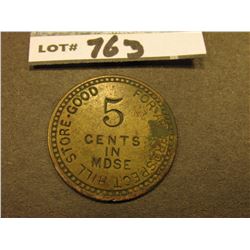 LOT# 763
GOOD FOR
5
CENTS
IN
MDSE
PROSPECT HILL STORE